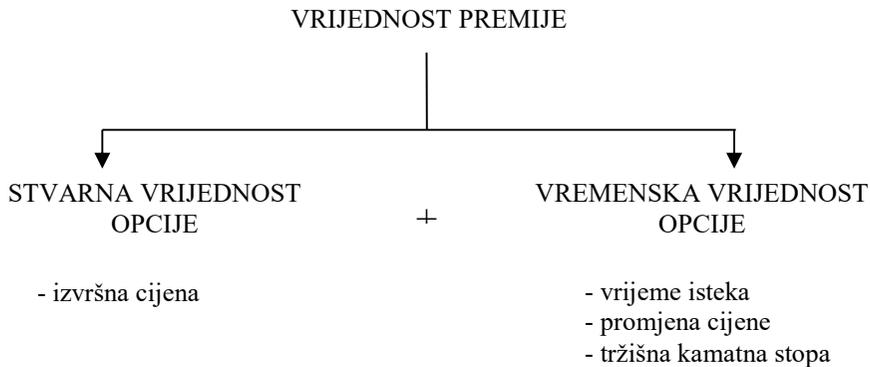 VRIJEDNOST PREMIJE
STVARNA VRIJEDNOST
OPCIJE
+
VREMENSKA VRIJEDNOST
OPCIJE
- izvršna cijena
- vrijeme isteka
- promjena cijene
- tržišna kamatna stopa